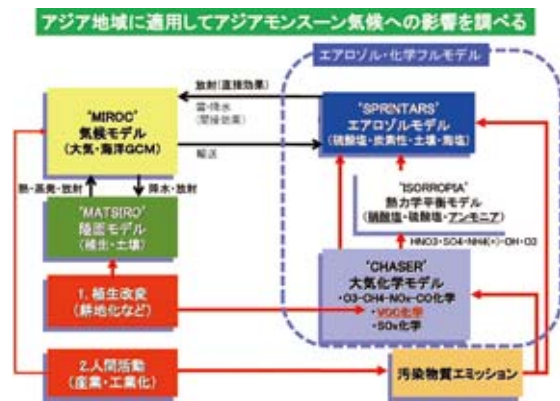 アジア地域に適用してアジアモンスーン気候への影響を調べる
エアロゾル・化学フルモデル
放射(直接効果)
雲・降水
(間接効果)
輸送
'MIROC'
気候モデル
(大気・海洋GCM)
'SPRINTARS'
エアロゾルモデル
(硫酸塩・炭素性・土壌・海塩)
熱・蒸発・放射
降水・放射
'ISORROPIA'
熱力学平衡モデル
(硝酸塩・硫酸塩・アンモニア)
HNO3・SO4・NH4(+)・OH・O3
'MATSIRO'
陸面モデル
(植生・土壌)
'CHASER'
大気化学モデル
・O3-CH4-NOx-CO化学
・VOC化学
・SOx化学
1.植生改変
(耕地化など)
2.人間活動
(産業・工業化)
汚染物質エミッション